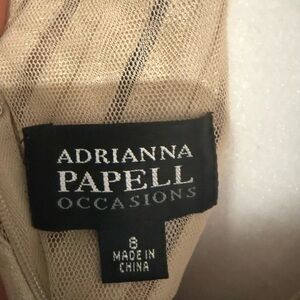 ADRIANNA
PAPELL
OCCASIONS
8
MADE IN
CHINA